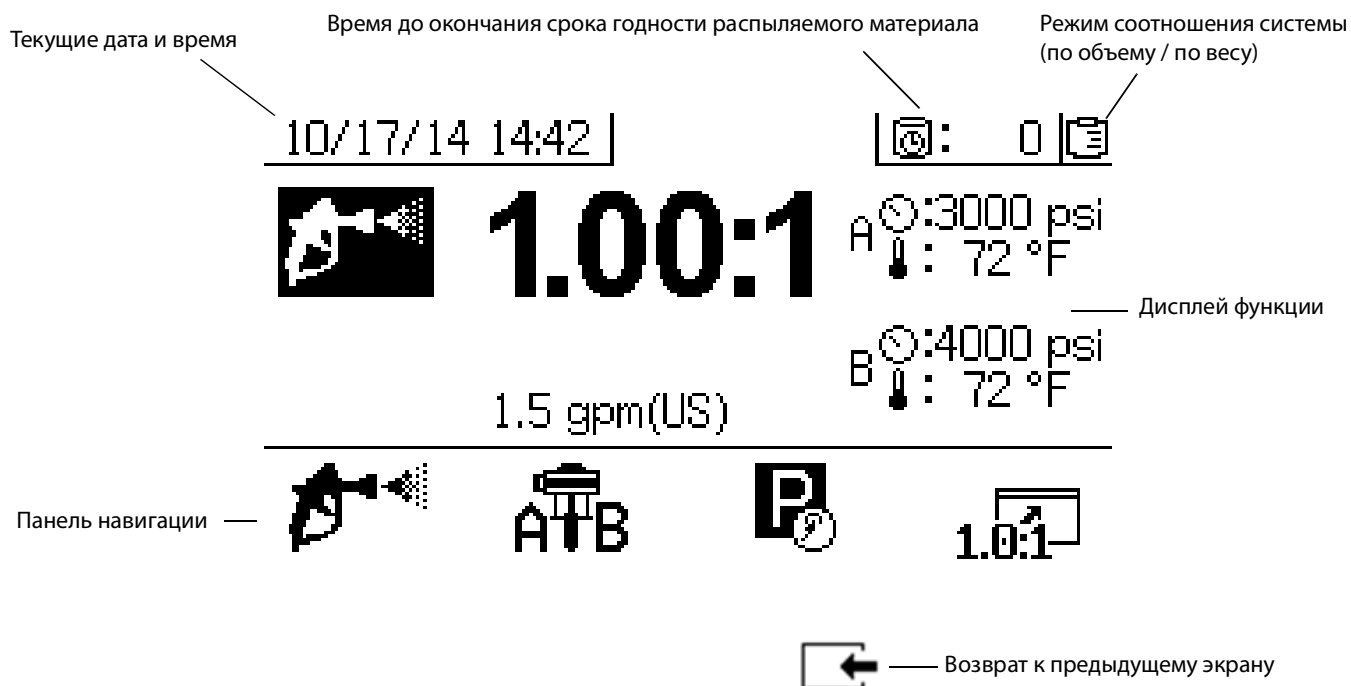 Время до окончания срока годности распыляемого материала
Режим соотношения системы
(по объему / по весу)
Текущие дата и время
10/17/14 14:42
: 0
1.00:1
A :3000 psi
: 72 °F
Дисплей функции
B :4000 psi
: 72 °F
1.5 gpm(US)
Панель навигации
A B
P
1.0:1
Возврат к предыдущему экрану